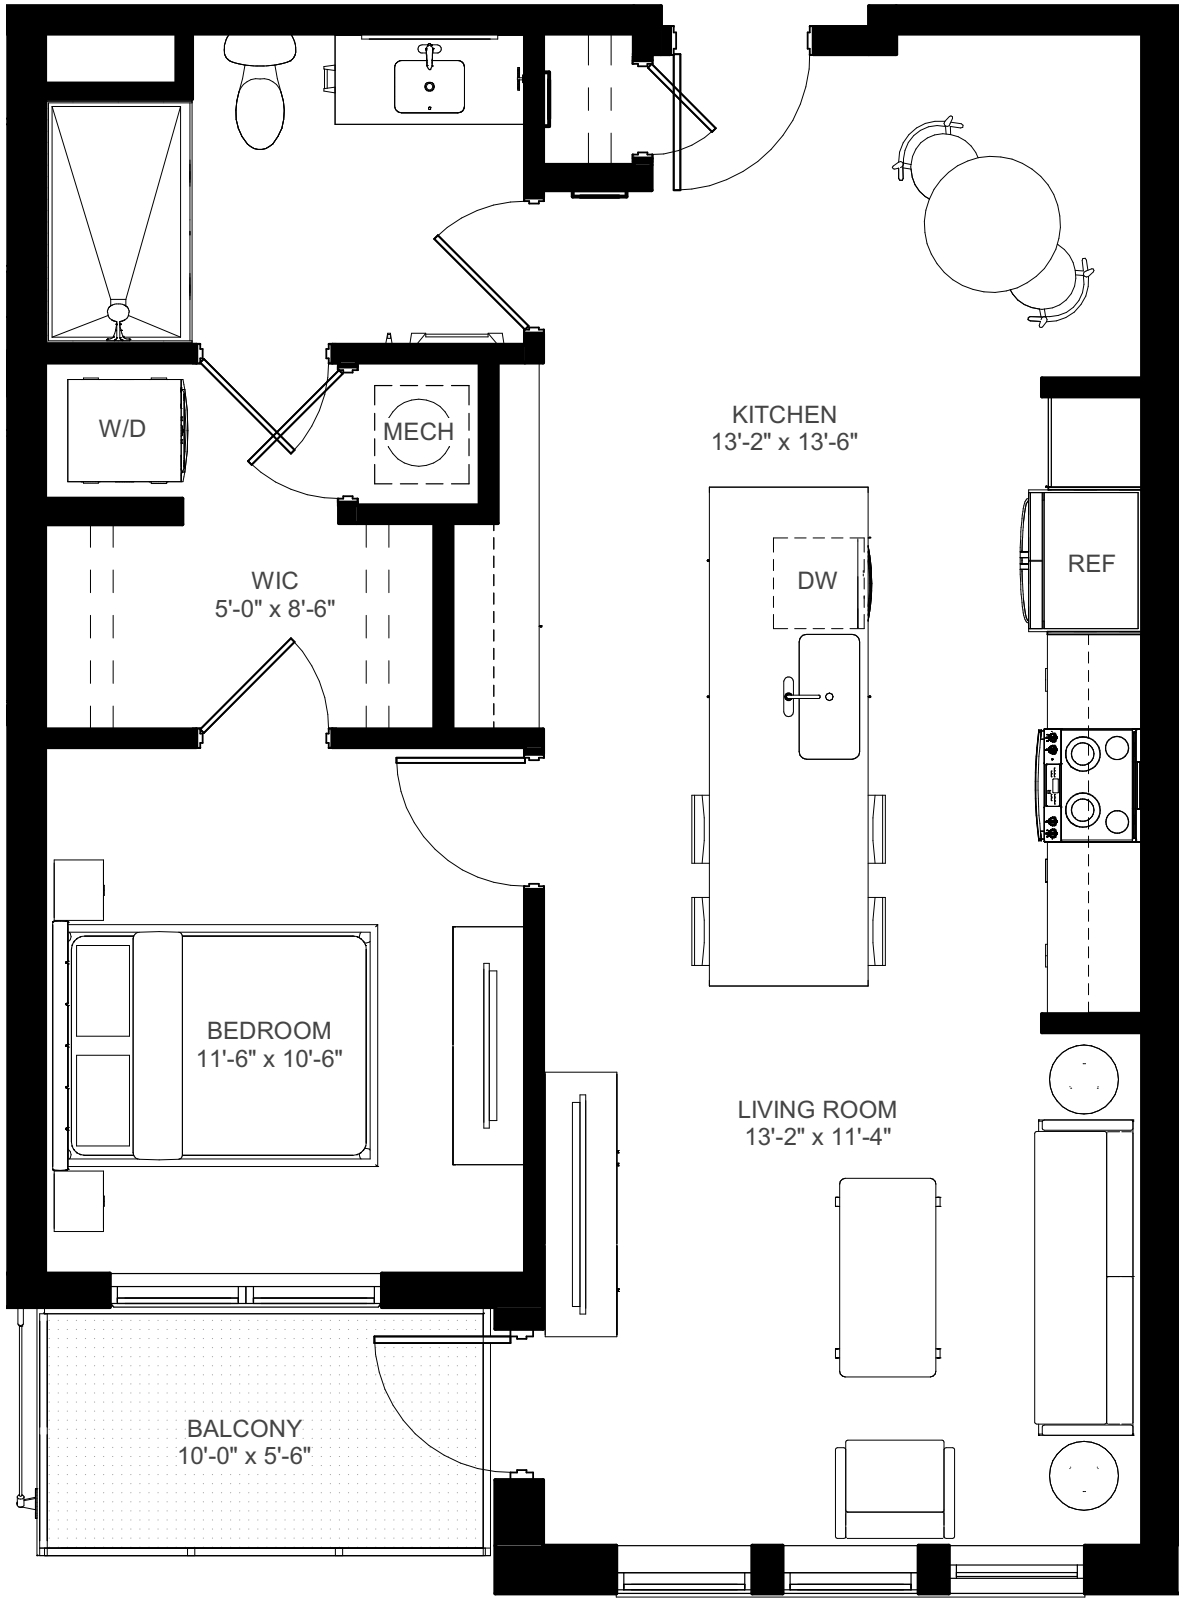 KITCHEN
13'-2" x 13'-6"
W/D
MECH
REF
WIC
5'-0" x 8'-6"
DW
BEDROOM
11'-6" x 10'-6"
LIVING ROOM
13'-2" x 11'-4"
BALCONY
10'-0" x 5'-6"